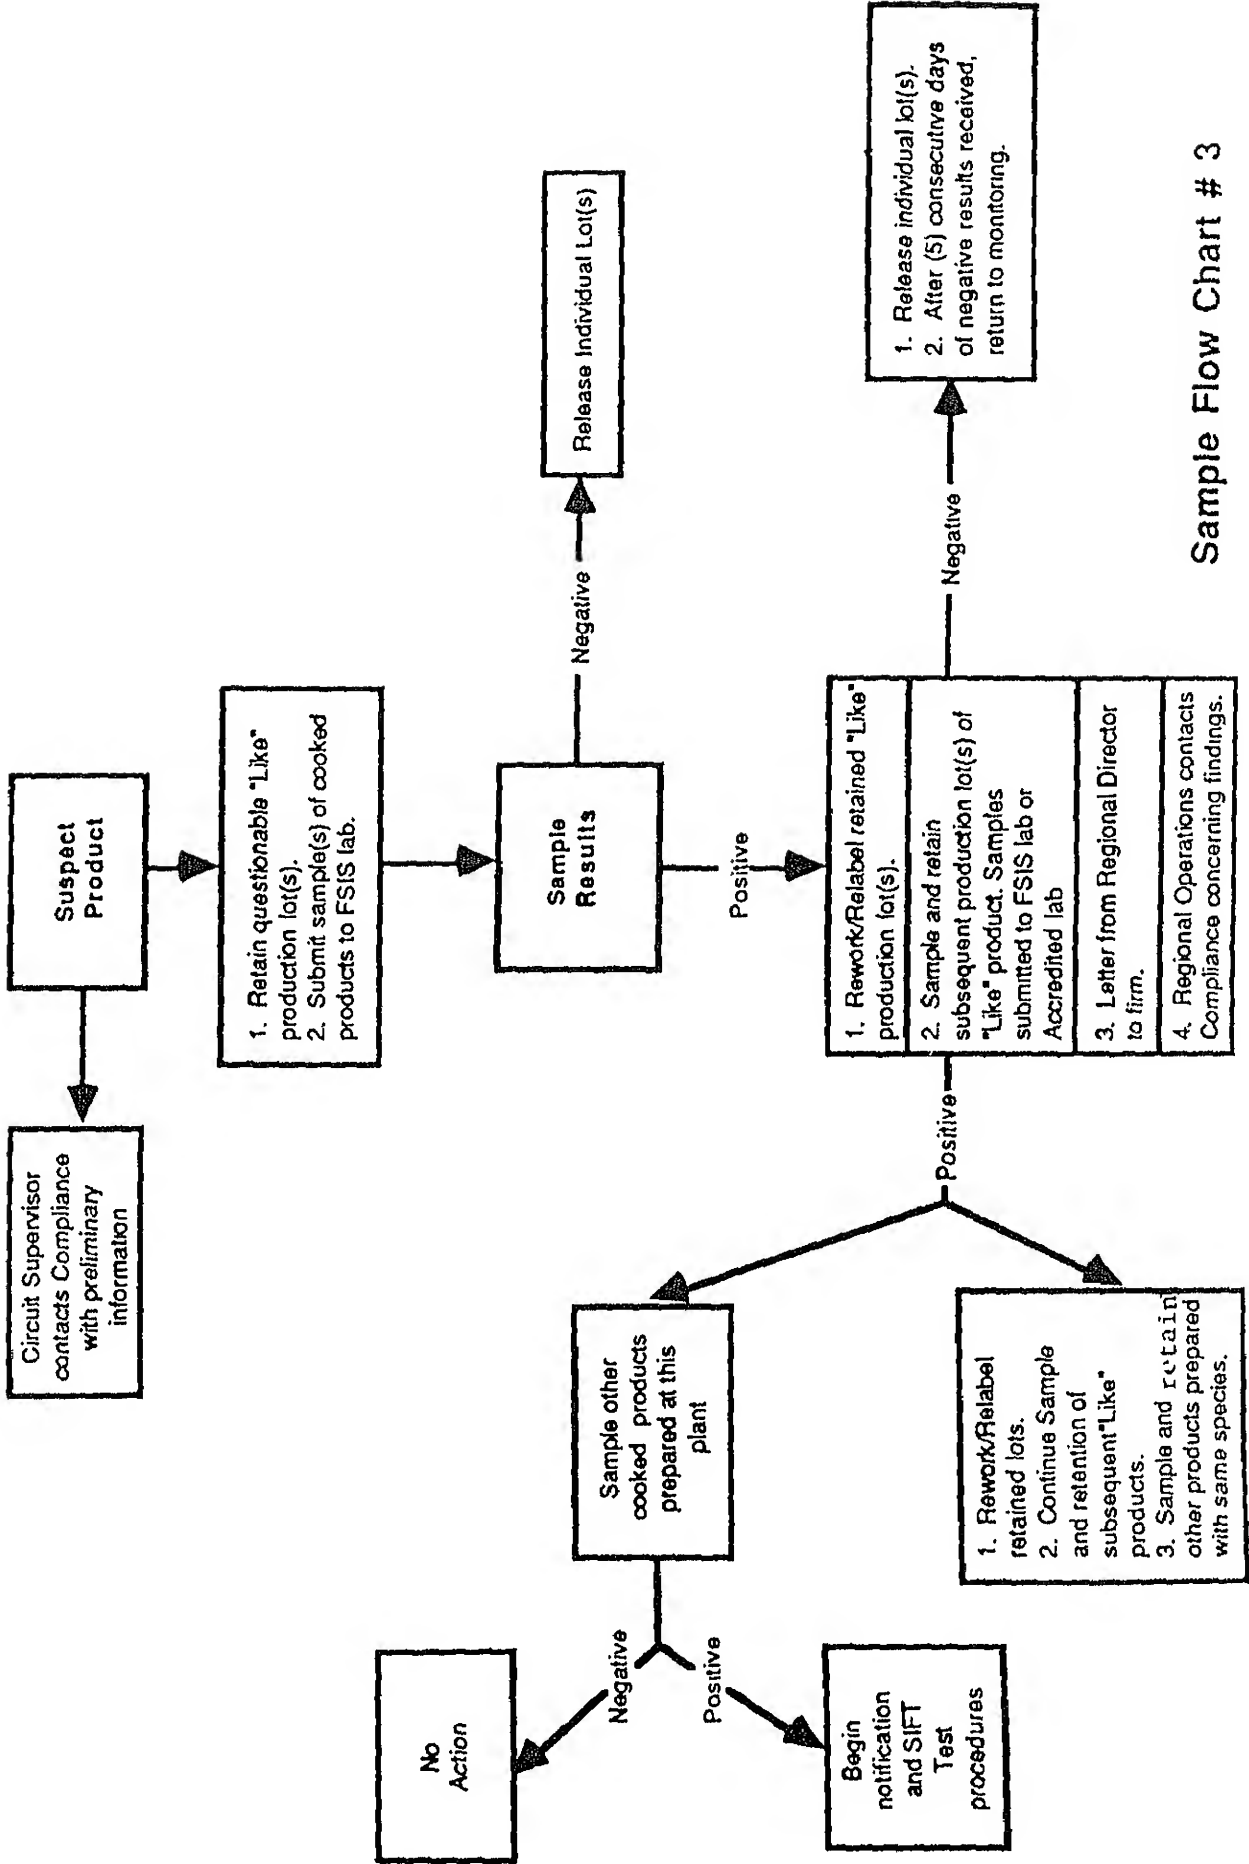 Circuit Supervisor
contacts Compliance
with preliminary
information
Suspect
Product
1. Retain questionable "Like"
production lot(s).
2. Submit sample(s) of cooked
products to FSIS lab.
Sample
Results
Negative
Release Individual Lot(s)
Positive
1. Rework/Relabel retained "Like"
production lot(s).
2. Sample and retain
subsequent production lot(s) of
"Like" product. Samples
submitted to FSIS lab or
Accredited lab
3. Letter from Regional Director
to firm.
4. Regional Operations contacts
Compliance concerning findings.
Negative
1. Release individual lot(s).
2. After (5) consecutive days
of negative results received,
return to monitoring.
Positive
Sample other
cooked products
prepared at this
plant
1. Rework/Relabel
retained lots.
2. Continue Sample
and retention of
subsequent "Like"
products.
3. Sample and retain
other products prepared
with same species.
Negative
No
Action
Positive
Begin
notification
and SIFT
Test
procedures
Sample Flow Chart # 3